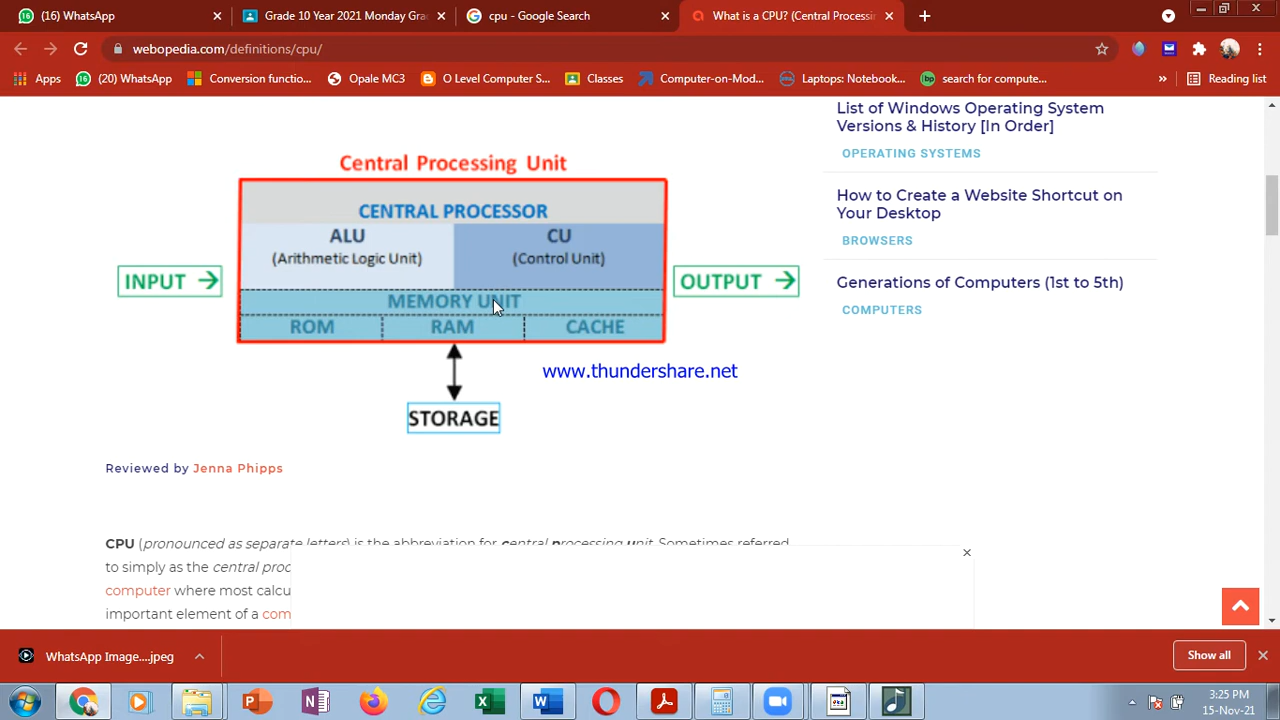 (16) WhatsApp
Grade 10 Year 2021 Monday Gra
cpu - Google Search
What is a CPU? (Central Processin
webopedia.com/definitions/cpu/
Apps
(20) WhatsApp
Conversion functio...
Opale MC3
O Level Computer S...
Classes
Computer-on-Mod...
Laptops: Notebook...
bp
search for compute...
»
Reading list
List of Windows Operating System
Versions & History [In Order]
OPERATING SYSTEMS
How to Create a Website Shortcut on
Your Desktop
BROWSERS
Generations of Computers (1st to 5th)
COMPUTERS
Central Processing Unit
CENTRAL PROCESSOR
ALU
(Arithmetic Logic Unit)
CU
(Control Unit)
INPUT
OUTPUT
MEMORY UNIT
ROM
RAM
CACHE
www.thundershare.net
STORAGE
Reviewed by Jenna Phipps
CPU (pronounced as separate letters) is the abbreviation for central processing unit. Sometimes referred
to simply as the central proc
computer where most calcu
important element of a com
WhatsApp Image....jpeg
Show all
3:25 PM
15-Nov-21